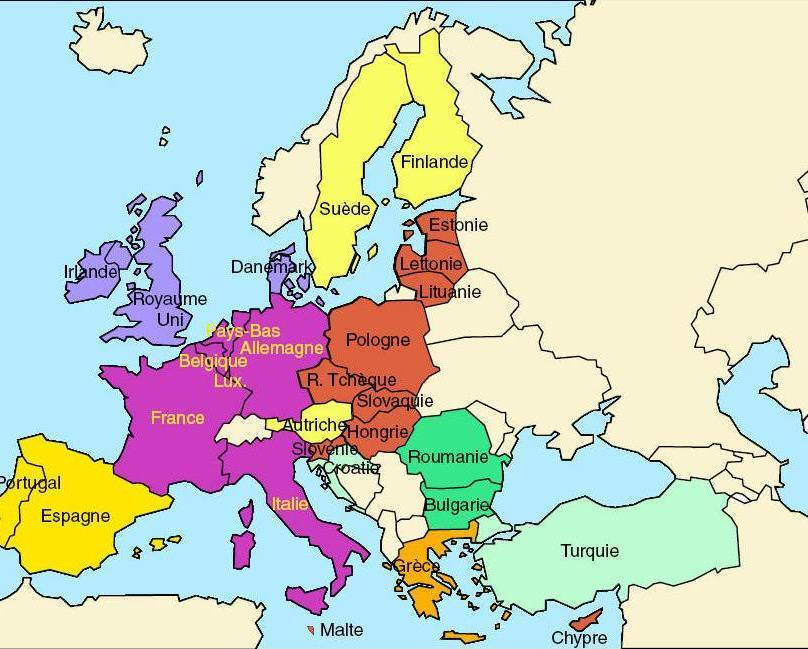 Finlande
Suède
Estonie
Lettonie
Lituanie
Danemark
Irlande
Royaume
Uni
Pays-Bas
Allemagne
Belgique
Lux.
Pologne
R. Tchèque
Slovaquie
France
Autriche
Hongrie
Slovénie
Croatie
Roumanie
Portugal
Espagne
Italie
Bulgarie
Turquie
Grèce
Malte
Chypre